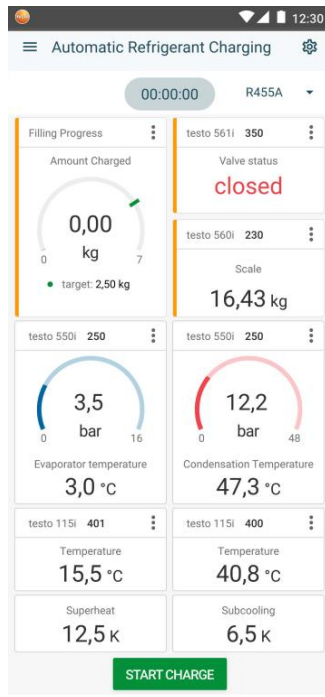 12:30
Automatic Refrigerant Charging
00:00:00 R455A
Filling Progress
Amount Charged
0,00
kg
0 7
target: 2,50 kg
testo 561i 350
Valve status
closed
testo 560i 230
Scale
16,43 kg
testo 550i 250
3,5
bar
0 16
Evaporator temperature
3,0 °C
testo 550i 250
12,2
bar
0 48
Condensation Temperature
47,3 °C
testo 115i 401
Temperature
15,5 °C
testo 115i 400
Temperature
40,8 °C
Superheat
12,5 K
Subcooling
6,5 K
START CHARGE